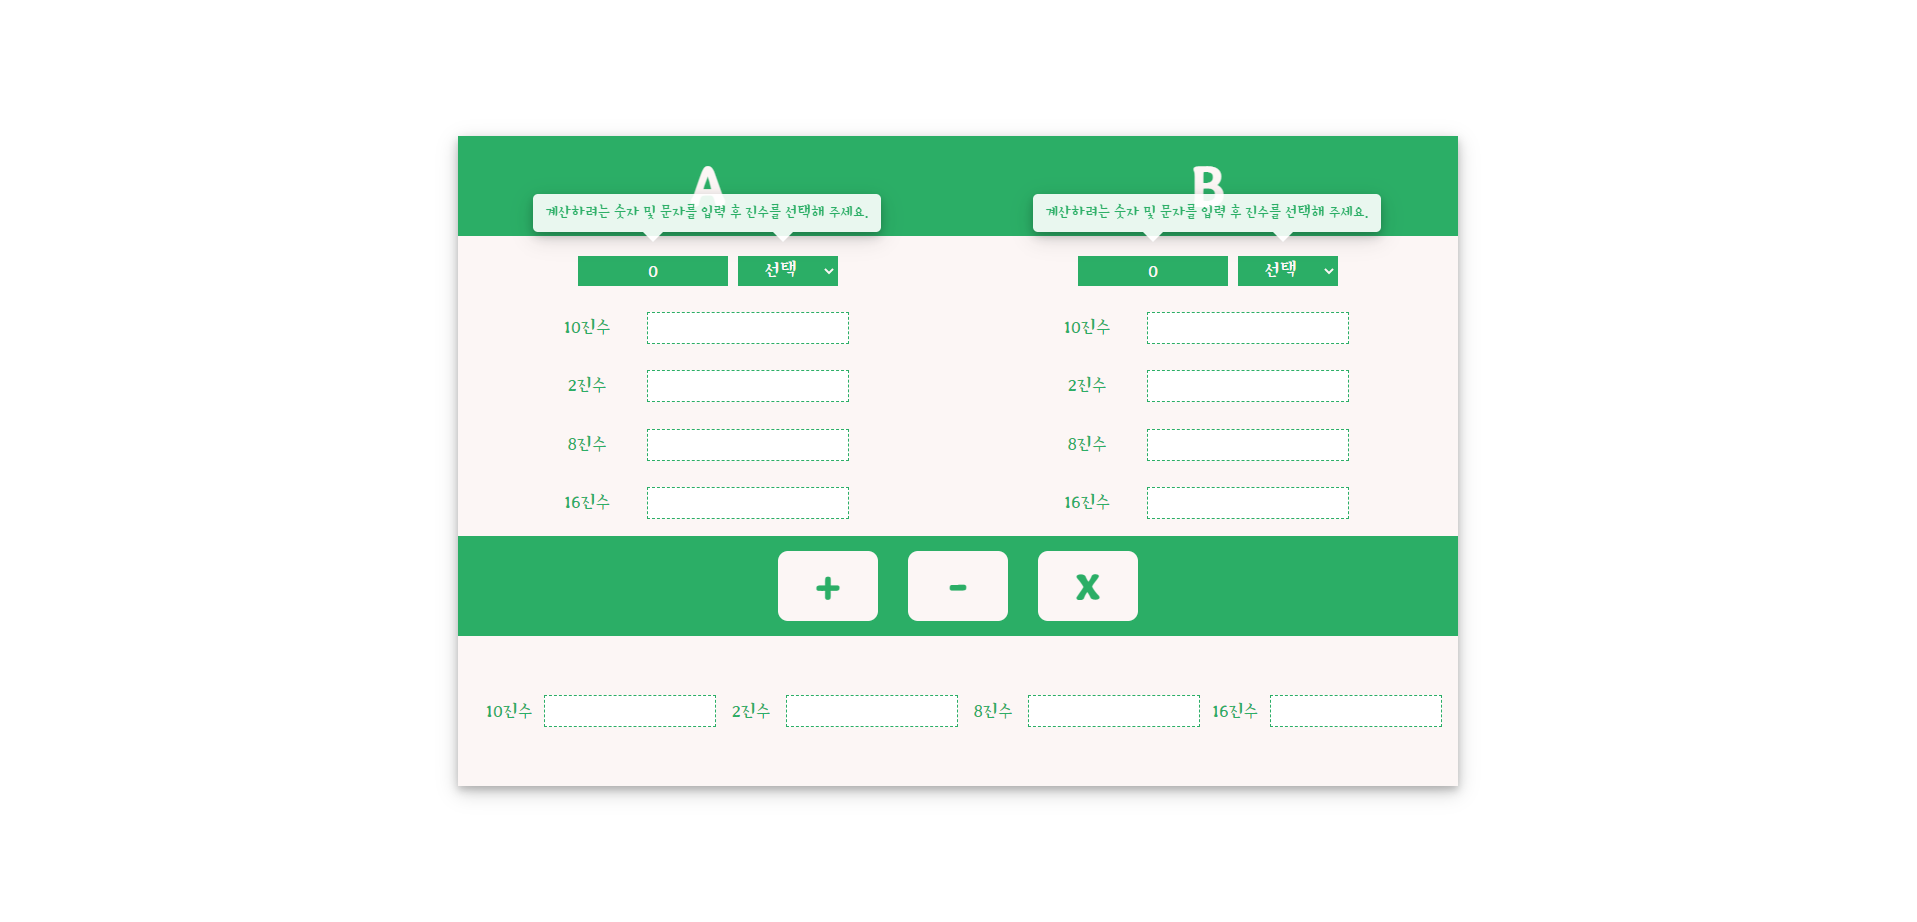 A
계산하려는 숫자 및 문자를 입력 후 진수를 선택해 주세요.
0 선택
10진수
2진수
8진수
16진수
B
계산하려는 숫자 및 문자를 입력 후 진수를 선택해 주세요.
0 선택
10진수
2진수
8진수
16진수
+ - X
10진수 2진수 8진수 16진수